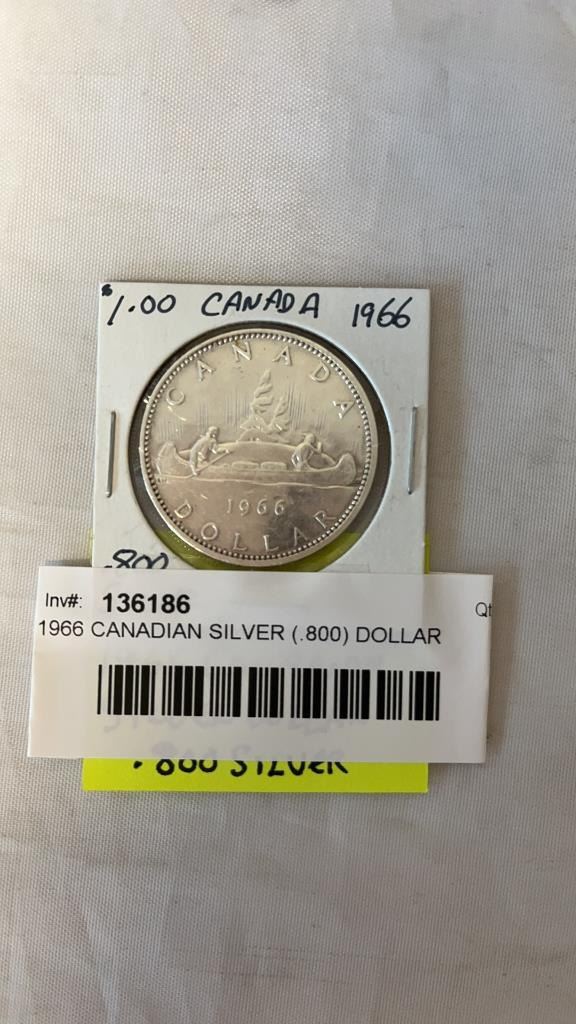 $1.00 CANADA 1966
CANADA
1966
DOLLAR
.800
Inv#: 136186
1966 CANADIAN SILVER (.800) DOLLAR
.800 SILVER